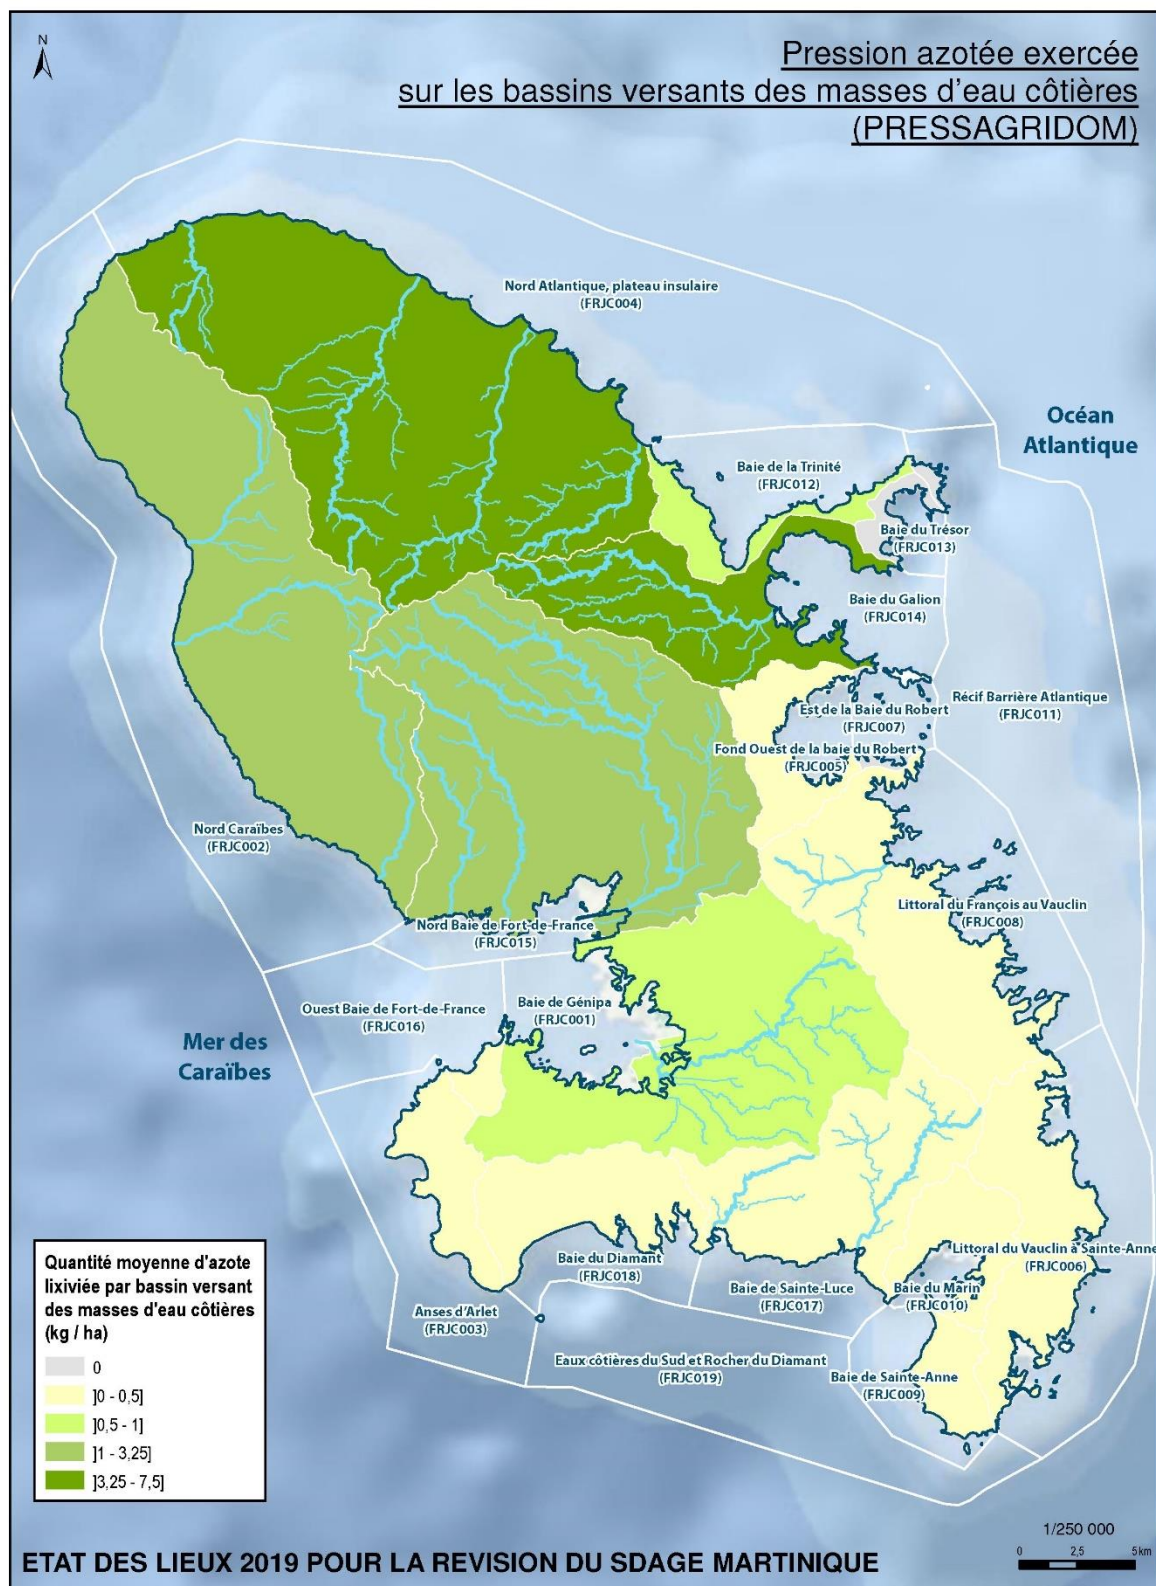 N
Pression azotée exercée
sur les bassins versants des masses d'eau côtières
(PRESSAGRIDOM)
Nord Atlantique, plateau insulaire
(FRJC004)
Océan
Atlantique
Baie de la Trinité
(FRJC012)
Baie du Trésor
(FRJC013)
Baie du Galion
(FRJC014)
Récif Barrière Atlantique
(FRJC011)
Est de la Baie du Robert
(FRJC007)
Fond Ouest de la baie du Robert
(FRJC005)
Nord Caraïbes
(FRJC002)
Littoral du François au Vauclin
(FRJC008)
Nord Baie de Fort-de-France
(FRJC015)
Ouest Baie de Fort-de-France
(FRJC016)
Baie de Génipa
(FRJC001)
Mer des
Caraïbes
Littoral du Vauclin à Sainte-Anne
(FRJC006)
Baie du Diamant
(FRJC018)
Baie de Sainte-Luce
(FRJC017)
Baie du Marin
(FRJC010)
Anses d'Arlet
(FRJC003)
Eaux côtières du Sud et Rocher du Diamant
(FRJC019)
Baie de Sainte-Anne
(FRJC009)
Quantité moyenne d'azote
lixiviée par bassin versant
des masses d'eau côtières
(kg / ha)
0
]0 - 0,5]
]0,5 - 1]
]1 - 3,25]
]3,25 - 7,5]
1/250 000
0 2,5 5km
ETAT DES LIEUX 2019 POUR LA REVISION DU SDAGE MARTINIQUE